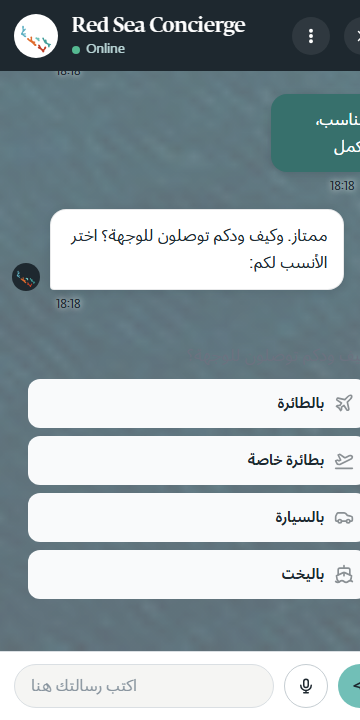 Red Sea Concierge
Online
18:18
18:18
ممتاز. وكيف ودكم توصلون للوجهة؟ اختر
الأنسب لكم:
18:18
بالطائرة
بطائرة خاصة
بالسيارة
باليخت
اكتب رسالتك هنا